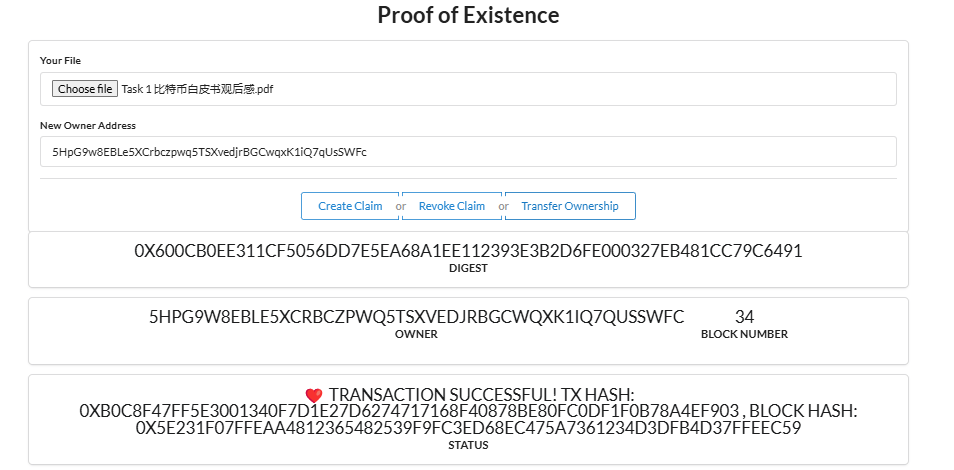 Proof of Existence
Your File
Choose file Task 1 比特币白皮书观后感.pdf
New Owner Address
5HpG9w8EBLe5XCrbczpwq5TSXvedjrBGCwqxK1iQ7qUsSWFc
Create Claim or Revoke Claim or Transfer Ownership
0X600CB0EE311CF5056DD7E5EA68A1EE112393E3B2D6FE000327EB481CC79C6491
DIGEST
5HPG9W8EBLE5XCRBCZPWQ5TSXVEDJRBGCWQXK1IQ7QUSSWFC 34
OWNER BLOCK NUMBER
❤️ TRANSACTION SUCCESSFUL! TX HASH:
0XB0C8F47FF5E3001340F7D1E27D6274717168F40878BE80FC0DF1F0B78A4EF903 , BLOCK HASH:
0X5E231F07FFEAA4812365482539F9FC3ED68EC475A7361234D3DFB4D37FFEEC59
STATUS